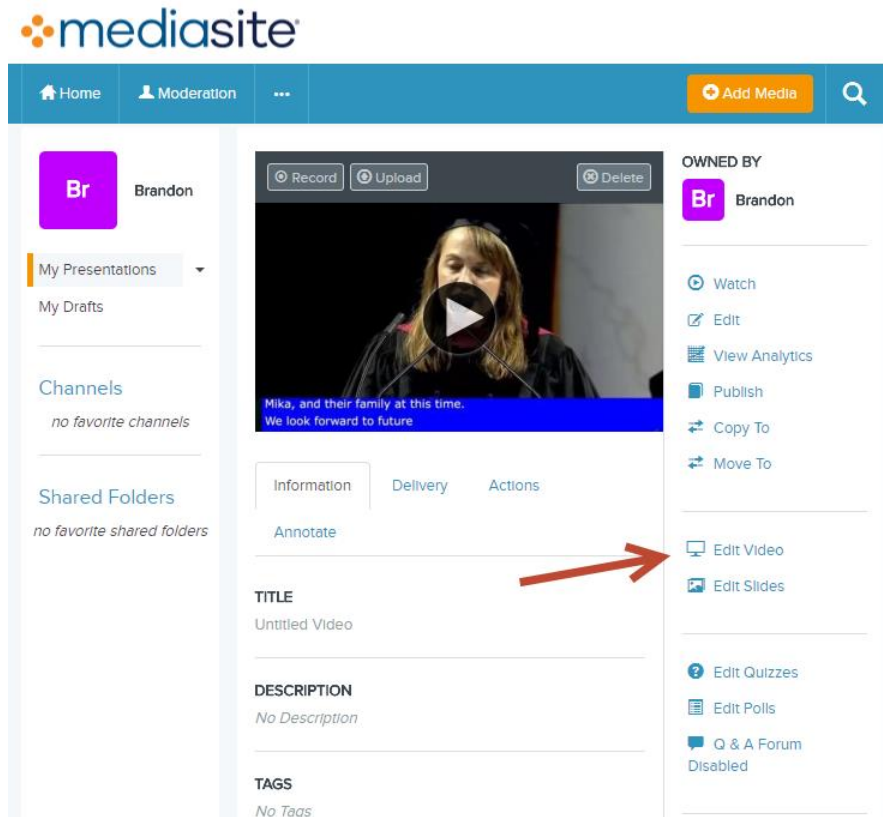 mediasite
Home
Moderation
...
Add Media
Br
Brandon
My Presentations
My Drafts
Channels
no favorite channels
Shared Folders
no favorite shared folders
Record
Upload
Delete
Mika, and their family at this time.
We look forward to future
Information
Delivery
Actions
Annotate
TITLE
Untitled Video
DESCRIPTION
No Description
TAGS
No Tags
OWNED BY
Br
Brandon
Watch
Edit
View Analytics
Publish
Copy To
Move To
Edit Video
Edit Slides
Edit Quizzes
Edit Polls
Q & A Forum
Disabled